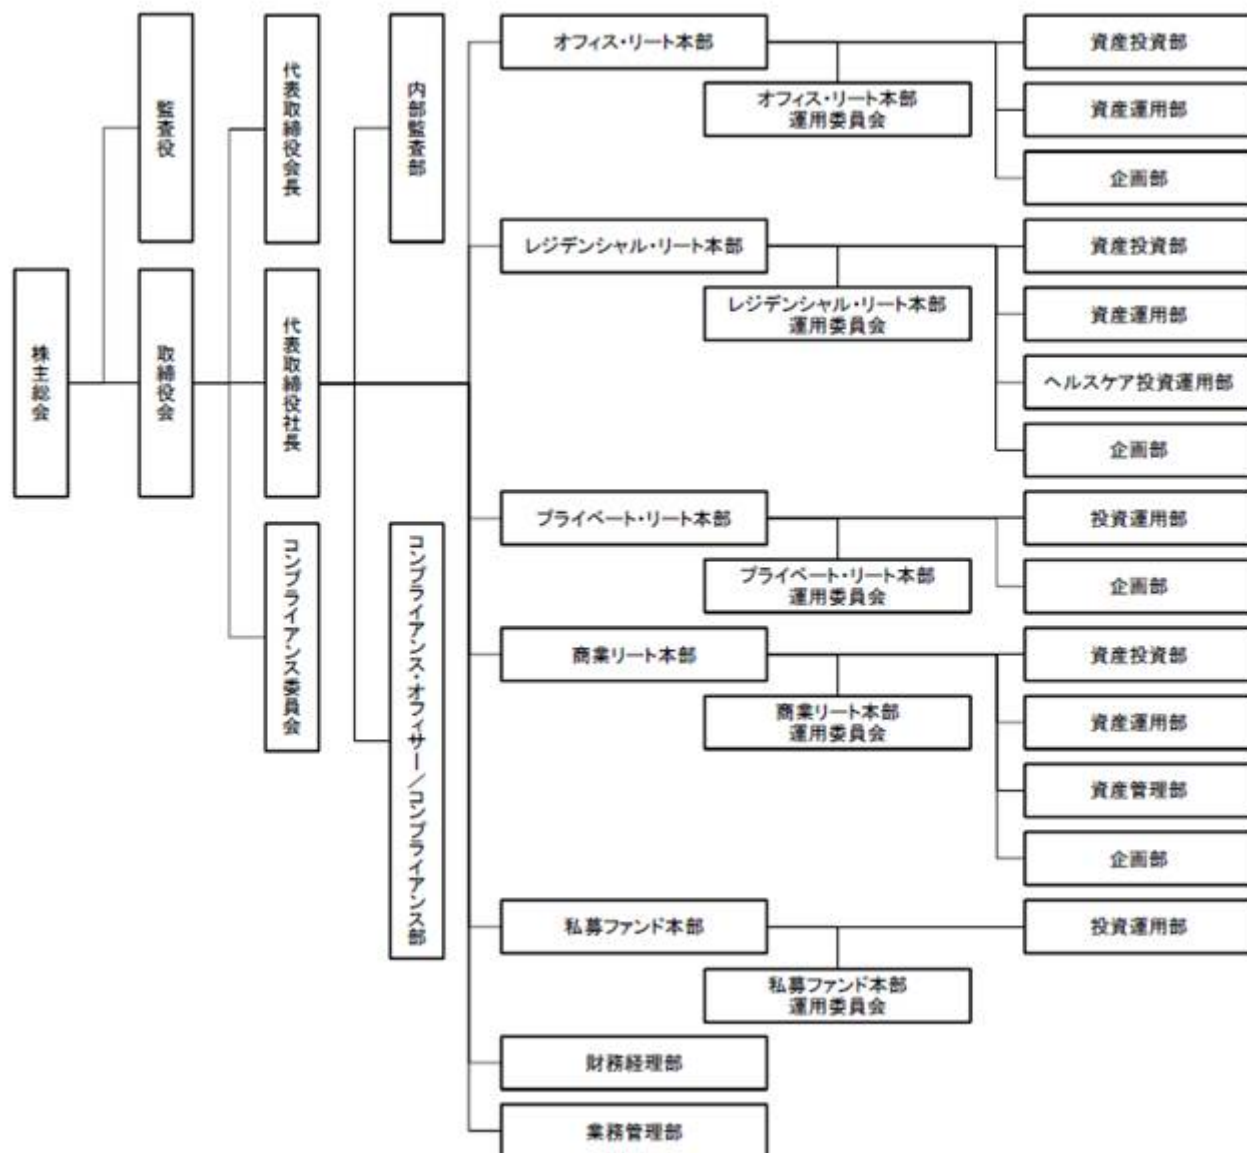 株主総会
監査役
取締役会
代表取締役会長
代表取締役社長
コンプライアンス委員会
内部監査部
コンプライアンス・オフィサー／コンプライアンス部
オフィス・リート本部
オフィス・リート本部
運用委員会
資産投資部
資産運用部
企画部
レジデンシャル・リート本部
レジデンシャル・リート本部
運用委員会
資産投資部
資産運用部
ヘルスケア投資運用部
企画部
プライベート・リート本部
プライベート・リート本部
運用委員会
投資運用部
企画部
商業リート本部
商業リート本部
運用委員会
資産投資部
資産運用部
資産管理部
企画部
私募ファンド本部
私募ファンド本部
運用委員会
投資運用部
財務経理部
業務管理部